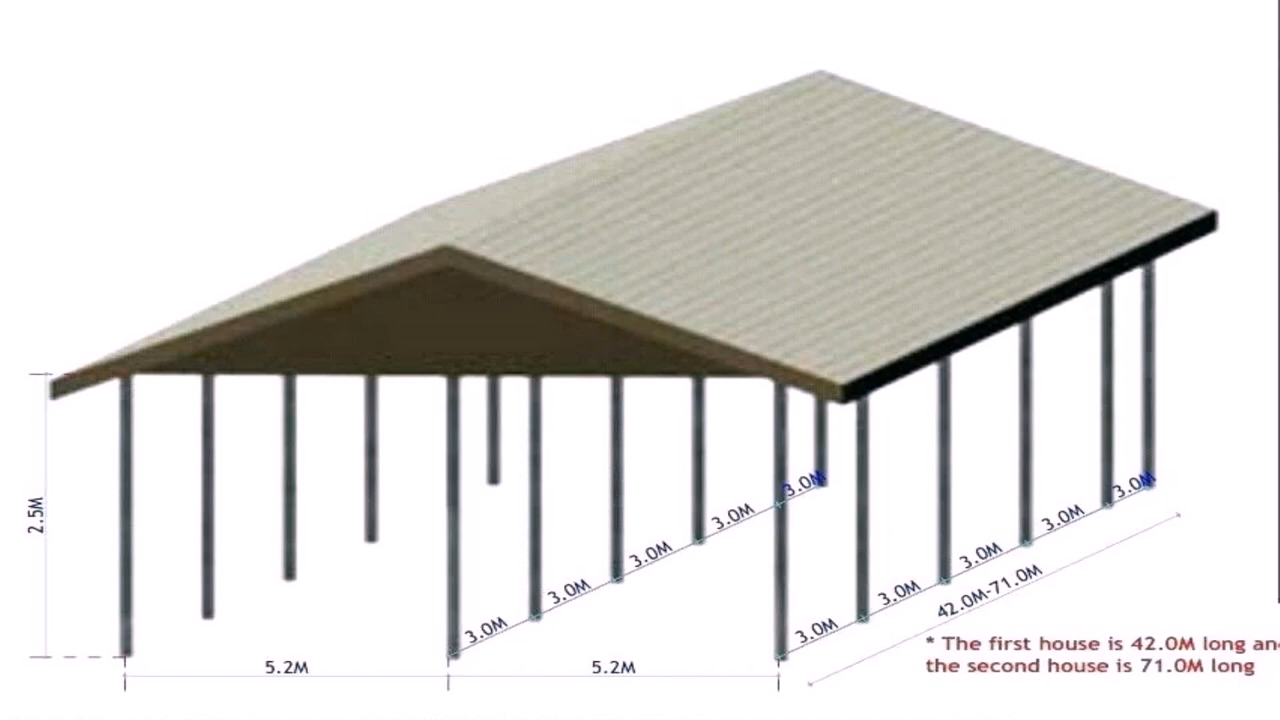 2.5M
3.0M
3.0M
3.0M
3.0M
3.0M
3.0M
3.0M
3.0M
3.0M
3.0M
42.0M-71.0M
5.2M
5.2M
* The first house is 42.0M long an
the second house is 71.0M long